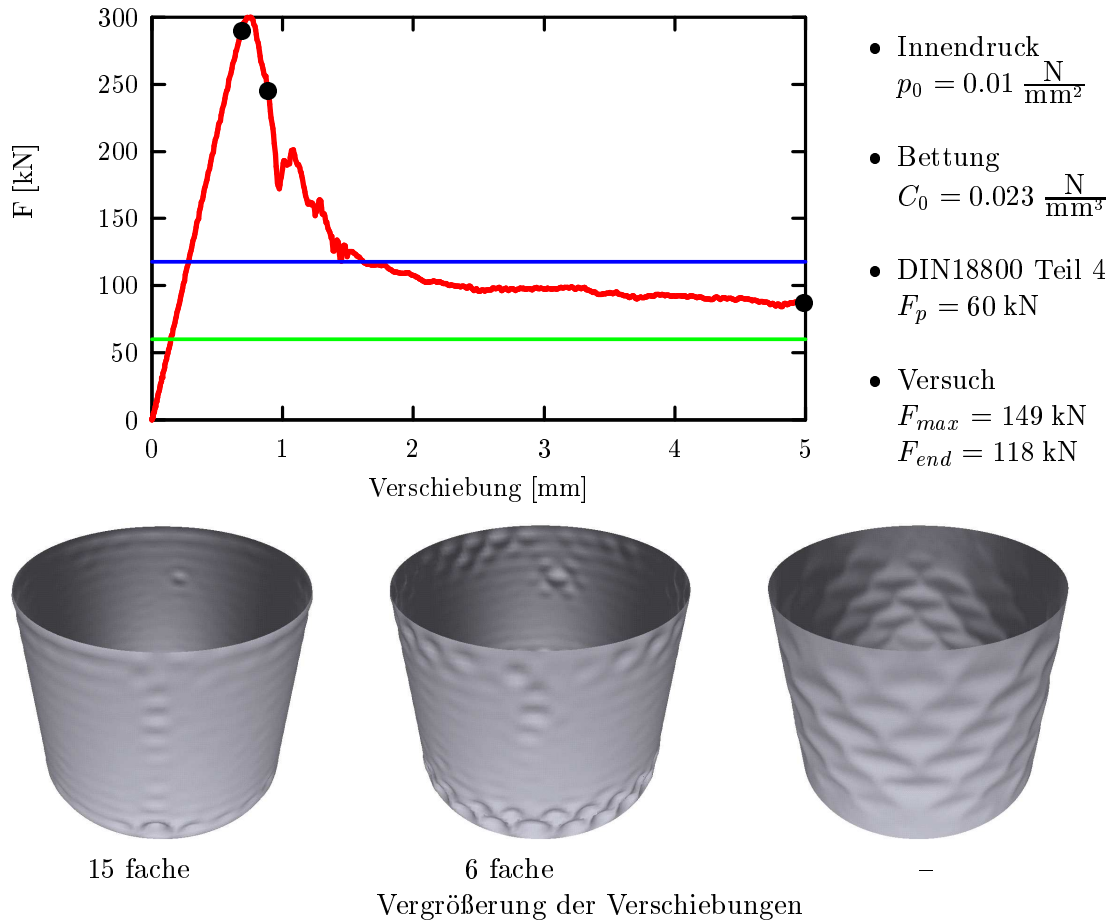 300
250
200
150
100
50
0
F [kN]
0 1 2 3 4 5
Verschiebung [mm]
• Innendruck
p₀ = 0.01 N/mm²
• Bettung
C₀ = 0.023 N/mm³
• DIN18800 Teil 4
Fₚ = 60 kN
• Versuch
F_max = 149 kN
F_end = 118 kN
15 fache 6 fache –
Vergrößerung der Verschiebungen